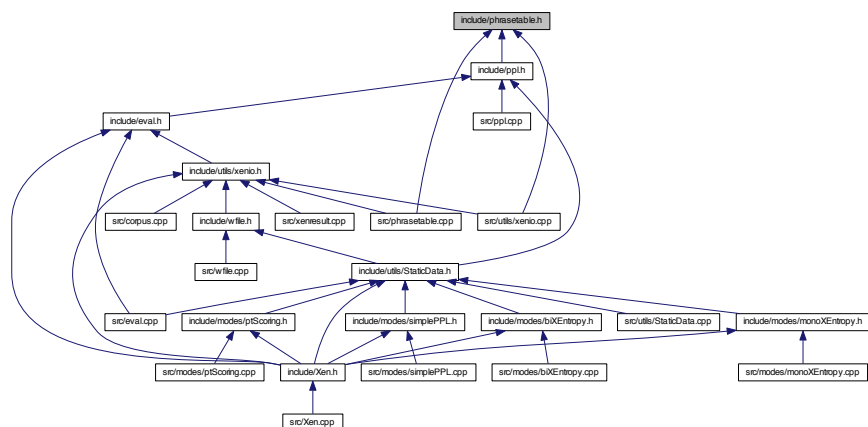 include/phrasetable.h
include/ppl.h
include/eval.h
src/ppl.cpp
include/utils/xenio.h
src/corpus.cpp
include/wfile.h
src/xenresult.cpp
src/phrasetable.cpp
src/utils/xenio.cpp
src/wfile.cpp
include/utils/StaticData.h
src/eval.cpp
include/modes/ptScoring.h
include/modes/simplePPL.h
include/modes/biXEntropy.h
src/utils/StaticData.cpp
include/modes/monoXEntropy.h
src/modes/ptScoring.cpp
include/Xen.h
src/modes/simplePPL.cpp
src/modes/biXEntropy.cpp
src/modes/monoXEntropy.cpp
src/Xen.cpp